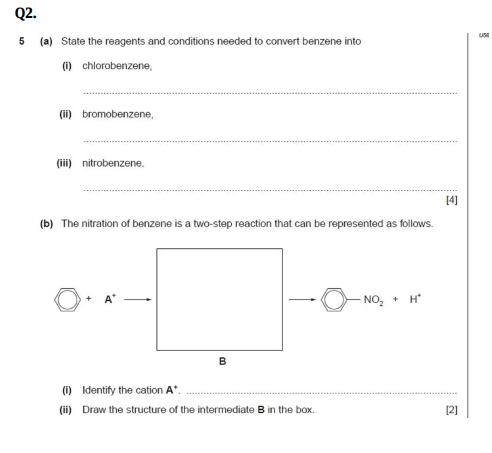 Q2.
USE
5 (a) State the reagents and conditions needed to convert benzene into
(i) chlorobenzene,
(ii) bromobenzene,
(iii) nitrobenzene.
[4]
(b) The nitration of benzene is a two-step reaction that can be represented as follows.
+ A⁺
NO₂ + H⁺
B
(i) Identify the cation A⁺.
(ii) Draw the structure of the intermediate B in the box. [2]